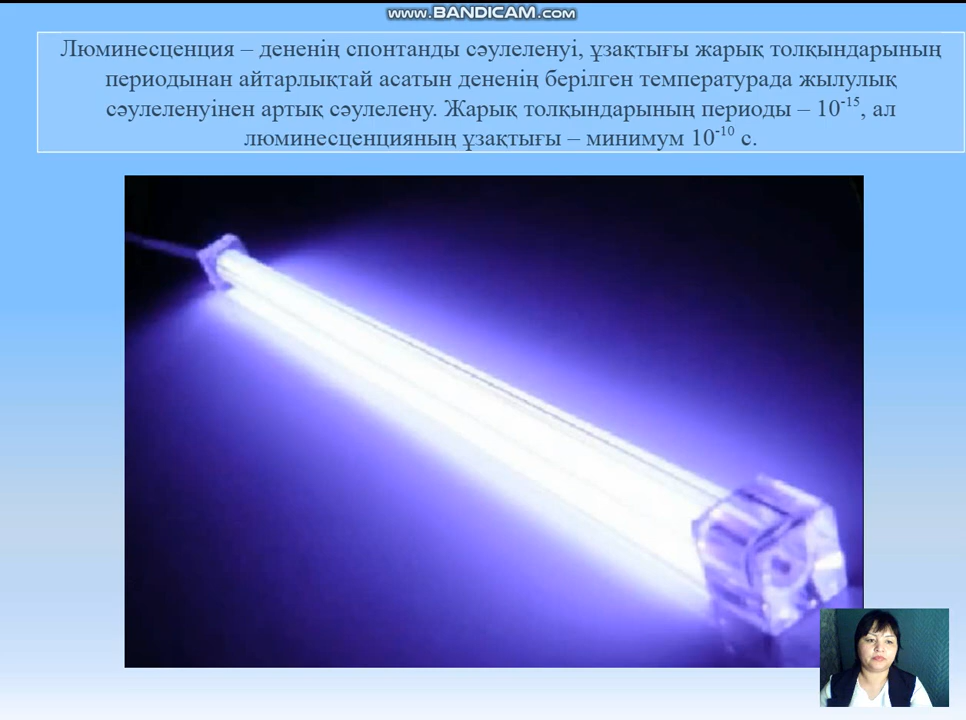 www.BANDICAM.com
Люминесценция – дененің спонтанды сәулеленуі, ұзақтығы жарық толқындарының
периодынан айтарлықтай асатын дененің берілген температурада жылулық
сәулеленуінен артық сәулелену. Жарық толқындарының периоды – 10⁻¹⁵, ал
люминесценцияның ұзақтығы – минимум 10⁻¹⁰ с.